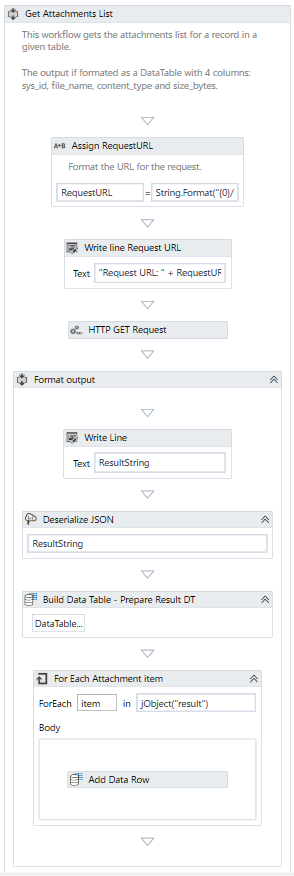 Get Attachments List
This workflow gets the attachments list for a record in a
given table.
The output if formated as a DataTable with 4 columns:
sys_id, file_name, content_type and size_bytes.
A+B Assign RequestURL
Format the URL for the request.
RequestURL = String.Format("{0}/
Write line Request URL
Text "Request URL: " + RequestUR
HTTP GET Request
Format output
Write Line
Text ResultString
Deserialize JSON
ResultString
Build Data Table - Prepare Result DT
DataTable...
For Each Attachment item
ForEach item in jObject("result")
Body
Add Data Row